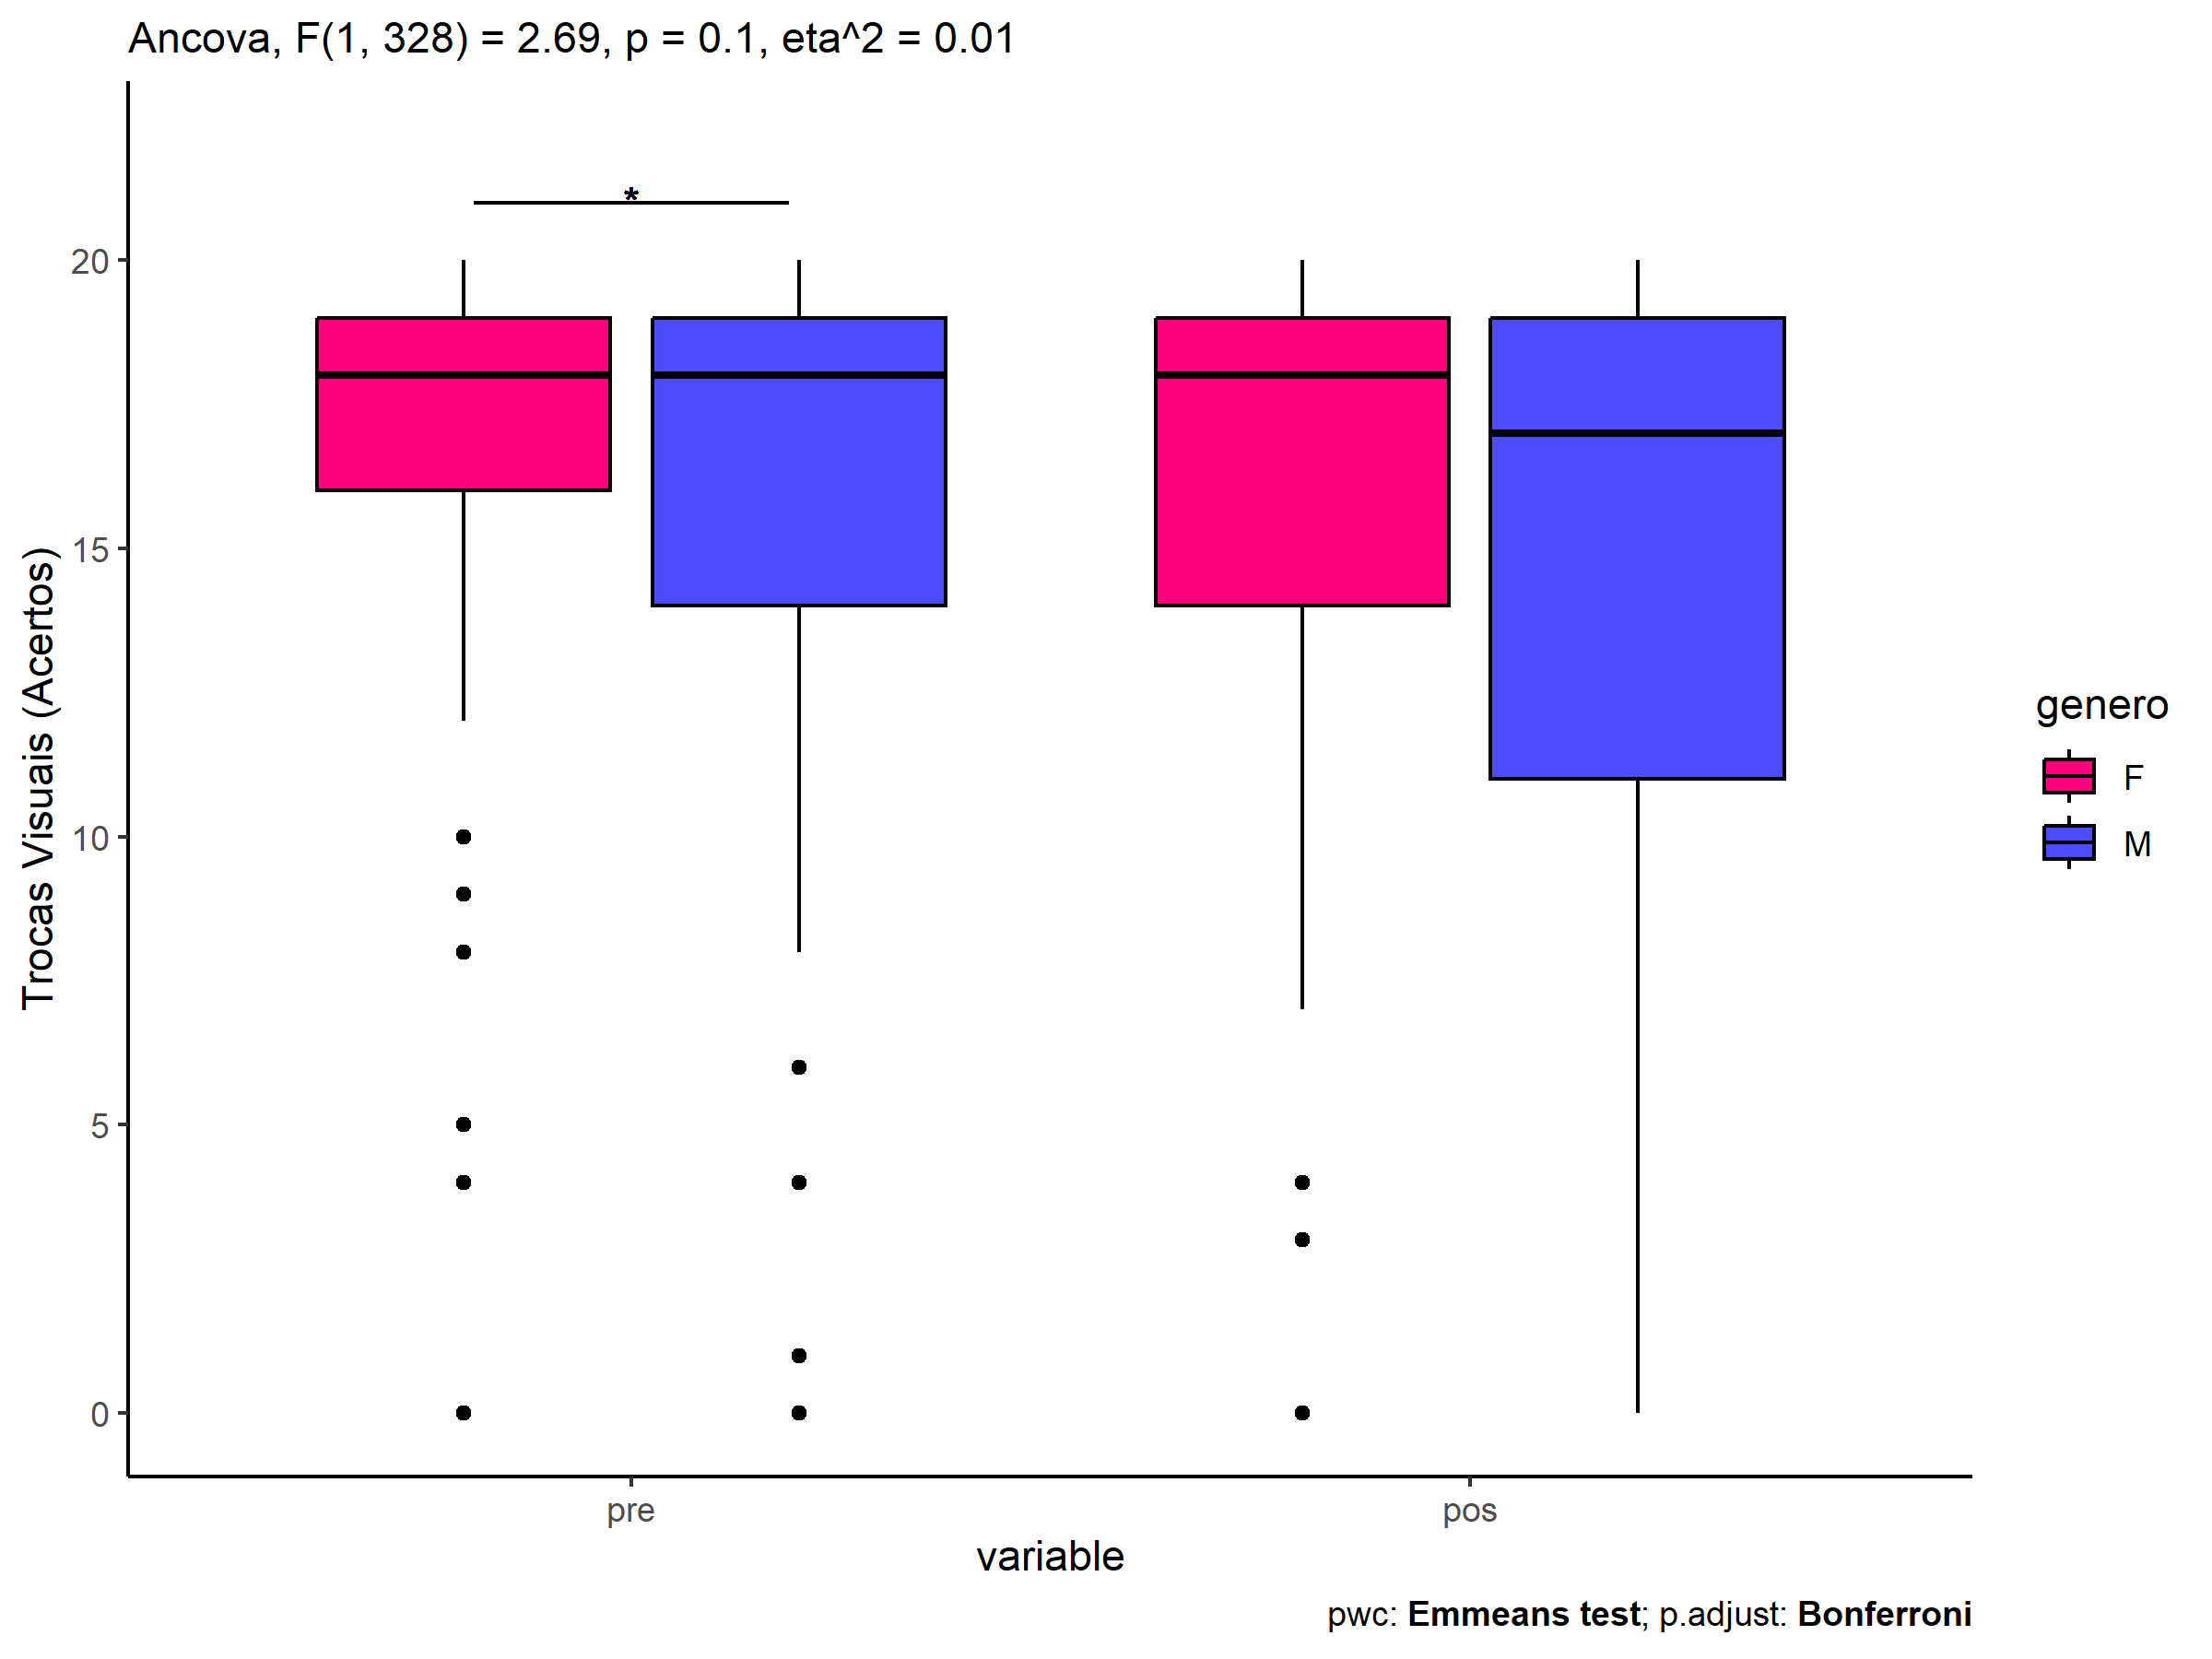 Ancova, F(1, 328) = 2.69, p = 0.1, eta^2 = 0.01
*
20
15
10
5
0
Trocas Visuais (Acertos)
pre
pos
variable
genero
F
M
pwc: Emmeans test; p.adjust: Bonferroni